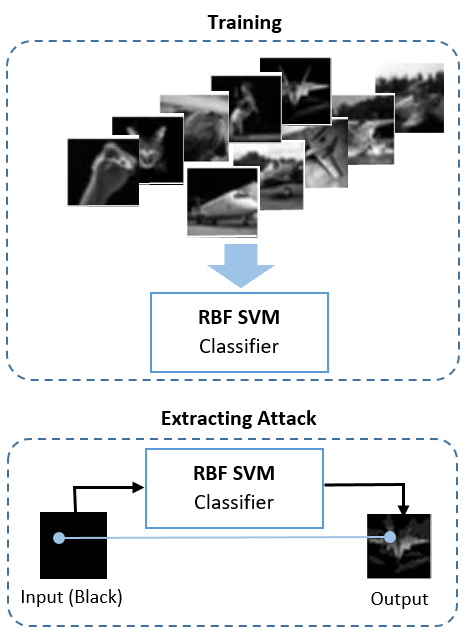 Training
RBF SVM
Classifier
Extracting Attack
RBF SVM
Classifier
Input (Black)
Output